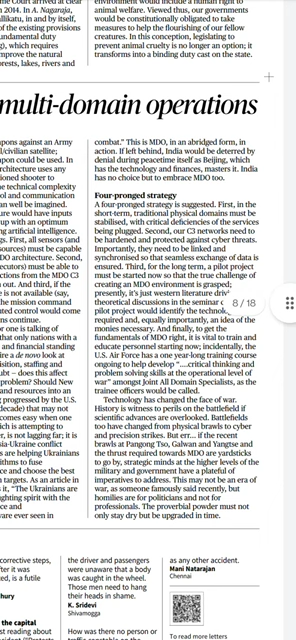 ne Court arrived at clear
n 2014. In A. Nagaraja,
allikatu, and by itself,
of the existing provisions
undamental duty
g), which requires
mprove the natural
orests, lakes, rivers and
environment would include a human right to
animal welfare. Viewed thus, our governments
would be constitutionally obligated to take
measures to help the flourishing of our fellow
creatures. In this conception, legislating to
prevent animal cruelty is no longer an option; it
transforms into a binding duty cast on the state.
multi-domain operations
apons against an Army
l/civilian satellite;
apon could be used. In
rchitecture uses any
tioned shooter to
e technical complexity
ol and communication
an well be imagined.
ure would have inputs
up with an optimum
ng artificial intelligence.
gs. First, all sensors (and
sources) must be capable
DO architecture. Second,
ecutors) must be able to
ctions from the MDO C3
out. And third, if the
e is not available (say,
he mission command
uted control would come
ns continue.
or one is talking of
that only nations with a
and financial standing
ire a de novo look at
isition, staffing and
ubt – does this affect
problem? Should New
and resources into an
progressed by the U.S.
decade) that may not
comes easy when one
hich is attempting to
er, is not lagging far; it is
sia-Ukraine conflict
s are helping Ukrainians
ithms to fuse
ce and choose the best
n targets. As an article in
s it, “The Ukrainians are
ghting spirit with the
ce and
ware ever seen in
combat.” This is MDO, in an abridged form, in
action. If left behind, India would be deterred by
denial during peacetime itself as Beijing, which
has the technology and finances, masters it. India
has no choice but to embrace MDO too.
Four-pronged strategy
A four-pronged strategy is suggested. First, in the
short-term, traditional physical domains must be
stabilised, with critical deficiencies of the services
being plugged. Second, our C3 networks need to
be hardened and protected against cyber threats.
Importantly, they need to be linked and
synchronised so that seamless exchange of data is
ensured. Third, for the long term, a pilot project
must be started now so that the true challenge of
creating an MDO environment is grasped;
presently, it’s just western literature driv
theoretical discussions in the seminar c
pilot project would identify the technolo
required and, equally importantly, an idea of the
monies necessary. And finally, to get the
fundamentals of MDO right, it is vital to train and
educate personnel starting now; incidentally, the
U.S. Air Force has a one year-long training course
ongoing to help develop “...critical thinking and
problem solving skills at the operational level of
war” amongst Joint All Domain Specialists, as the
trainee officers would be called.
Technology has changed the face of war.
History is witness to perils on the battlefield if
scientific advances are overlooked. Battlefields
too have changed from physical brawls to cyber
and precision strikes. But err... if the recent
brawls at Pangong Tso, Galwan and Yangtse and
the thrust required towards MDO are yardsticks
to go by, strategic minds at the higher levels of the
military and government have a plateful of
imperatives to address. This may not be an era of
war, as someone famously said recently, but
homilies are for politicians and not for
professionals. The proverbial powder must not
only stay dry but be upgraded in time.
8 / 18
corrective steps,
fter it was
ted, is a futile
hury
the capital
st reading about
the driver and passengers
were unaware that a body
was caught in the wheel.
Those men need to hang
their heads in shame.
K. Sridevi
Shivamogga
How was there no person or
as any other accident.
Mani Natarajan
Chennai
To read more letters